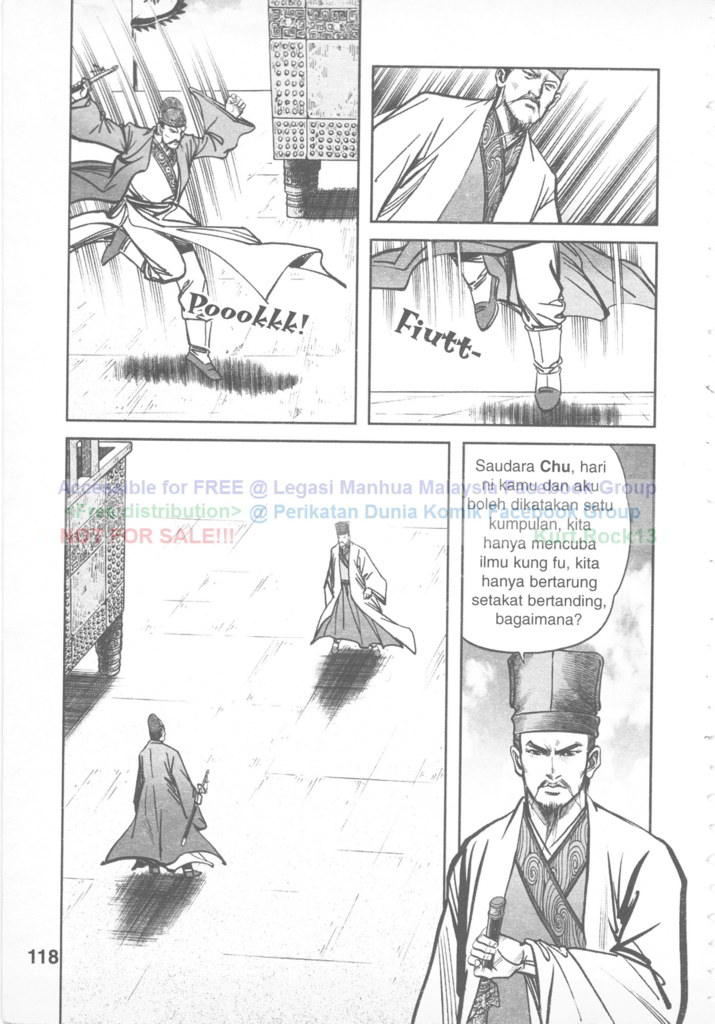 Poookkk!
Fiutt-
Saudara Chu, hari
ni kamu dan aku
boleh dikatakan satu
kumpulan, kita
hanya mencuba
ilmu kung fu, kita
hanya bertarung
setakat bertanding,
bagaimana?
Accessible for FREE @ Legasi Manhua Malaysia Facebook Group
<Free distribution> @ Perikatan Dunia Komik Facebook Group
NOT FOR SALE!!! Kurt Rock13
118